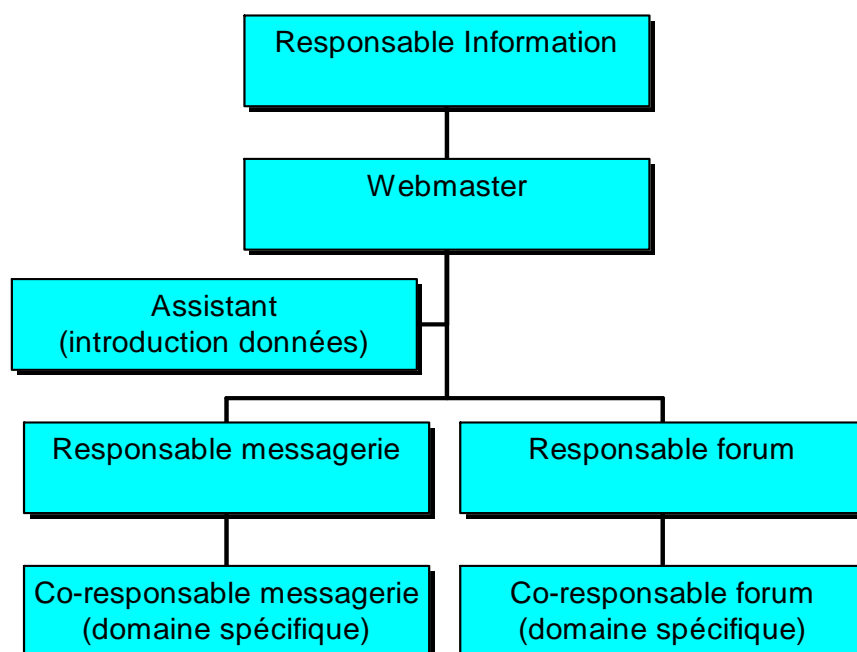 Responsable Information
Webmaster
Assistant
(introduction données)
Responsable messagerie
Responsable forum
Co-responsable messagerie
(domaine spécifique)
Co-responsable forum
(domaine spécifique)